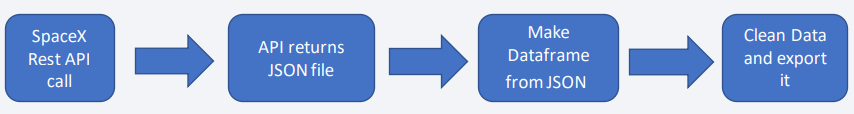 SpaceX
Rest API
call
API returns
JSON file
Make
Dataframe
from JSON
Clean Data
and export
it